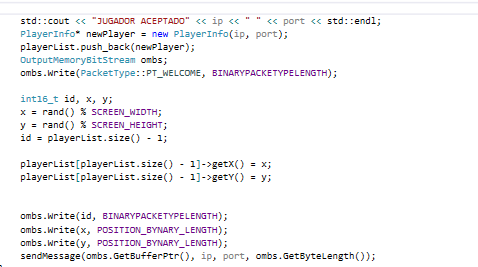 std::cout << "JUGADOR ACEPTADO" << ip << " " << port << std::endl;
PlayerInfo* newPlayer = new PlayerInfo(ip, port);
playerList.push_back(newPlayer);
OutputMemoryBitStream ombs;
ombs.Write(PacketType::PT_WELCOME, BINARYPACKETYPELENGTH);
int16_t id, x, y;
x = rand() % SCREEN_WIDTH;
y = rand() % SCREEN_HEIGHT;
id = playerList.size() - 1;
playerList[playerList.size() - 1]->getX() = x;
playerList[playerList.size() - 1]->getY() = y;
ombs.Write(id, BINARYPACKETYPELENGTH);
ombs.Write(x, POSITION_BYNARY_LENGTH);
ombs.Write(y, POSITION_BYNARY_LENGTH);
sendMessage(ombs.GetBufferPtr(), ip, port, ombs.GetByteLength());